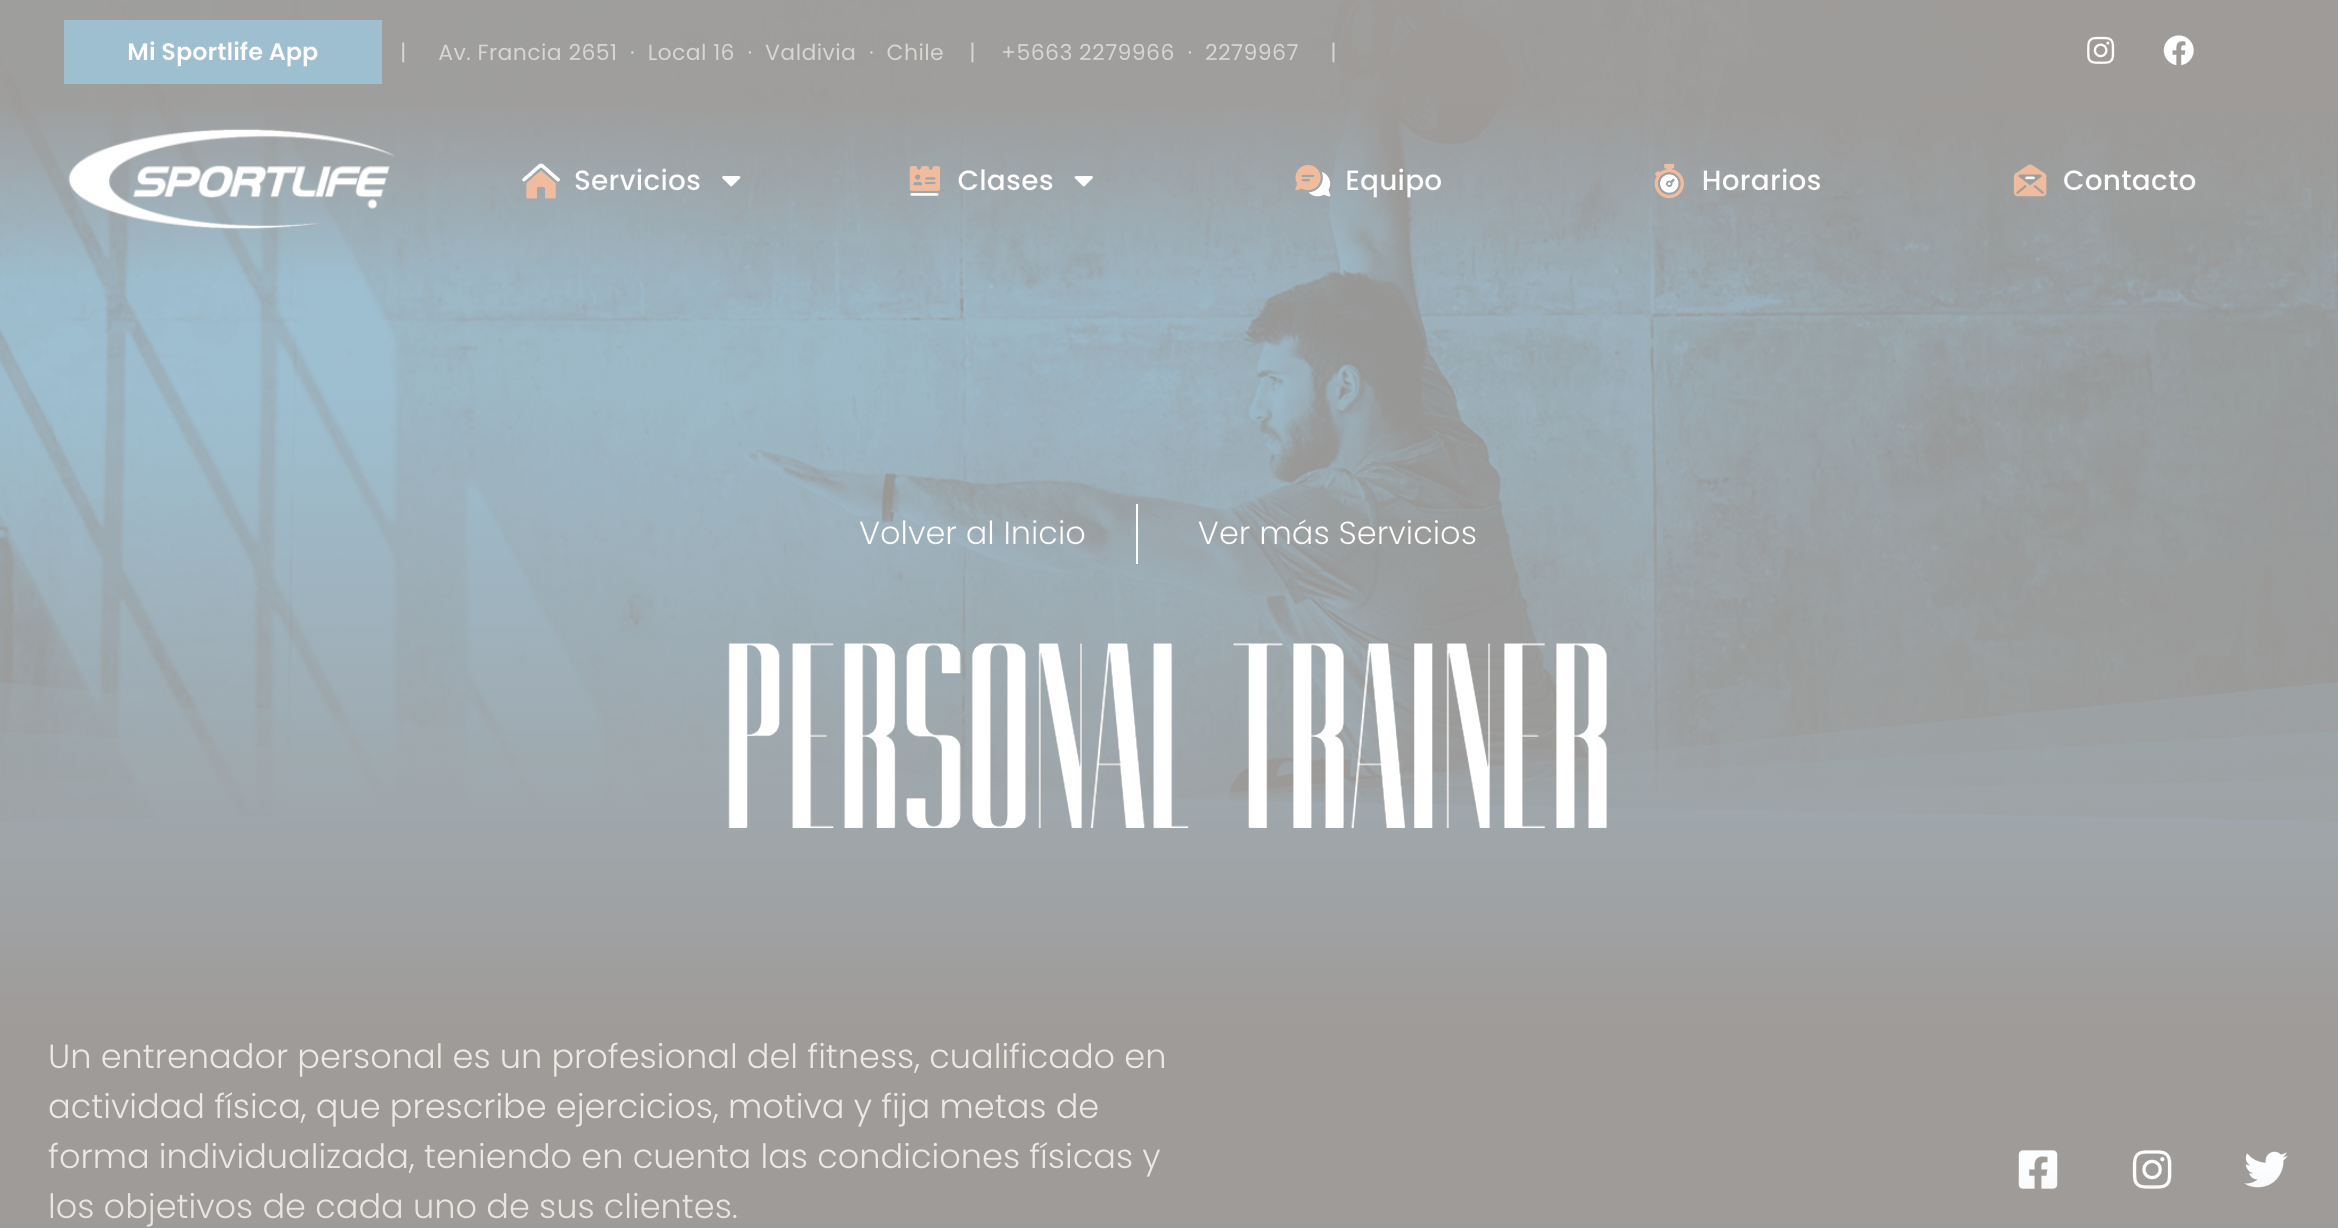 Mi Sportlife App | Av. Francia 2651 · Local 16 · Valdivia · Chile | +5663 2279966 · 2279967 |
SPORTLIFE Servicios Clases Equipo Horarios Contacto
Volver al Inicio | Ver más Servicios
PERSONAL TRAINER
Un entrenador personal es un profesional del fitness, cualificado en
actividad física, que prescribe ejercicios, motiva y fija metas de
forma individualizada, teniendo en cuenta las condiciones físicas y
los objetivos de cada uno de sus clientes.